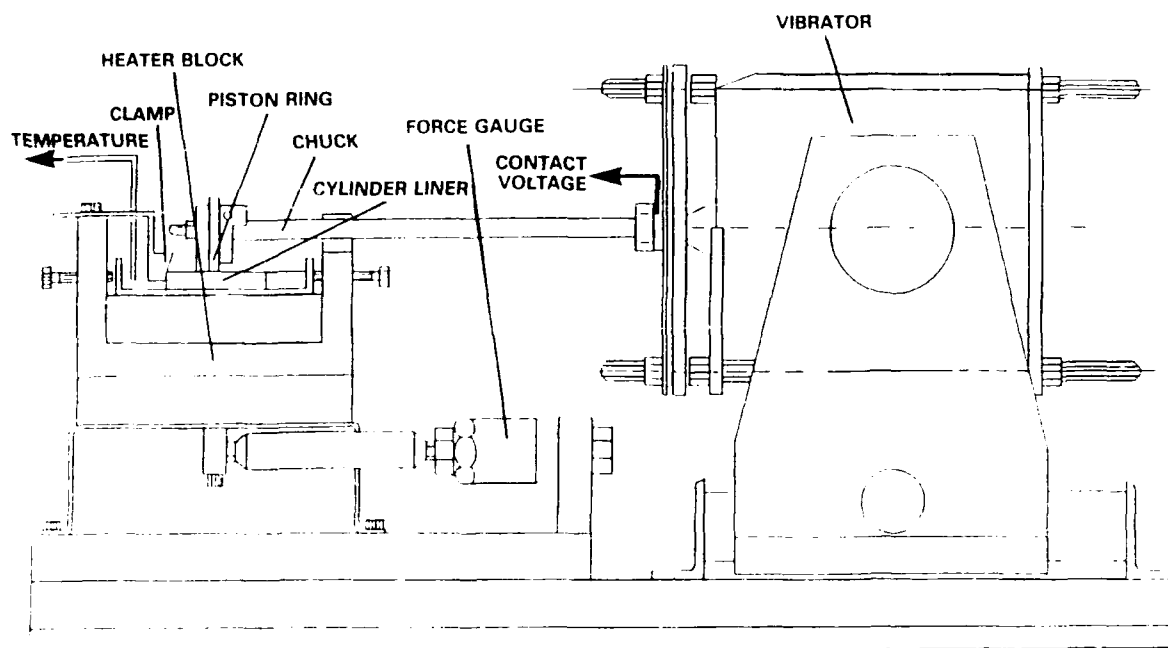 VIBRATOR
HEATER BLOCK
PISTON RING
CLAMP
FORCE GAUGE
TEMPERATURE
CHUCK
CONTACT
VOLTAGE
CYLINDER LINER